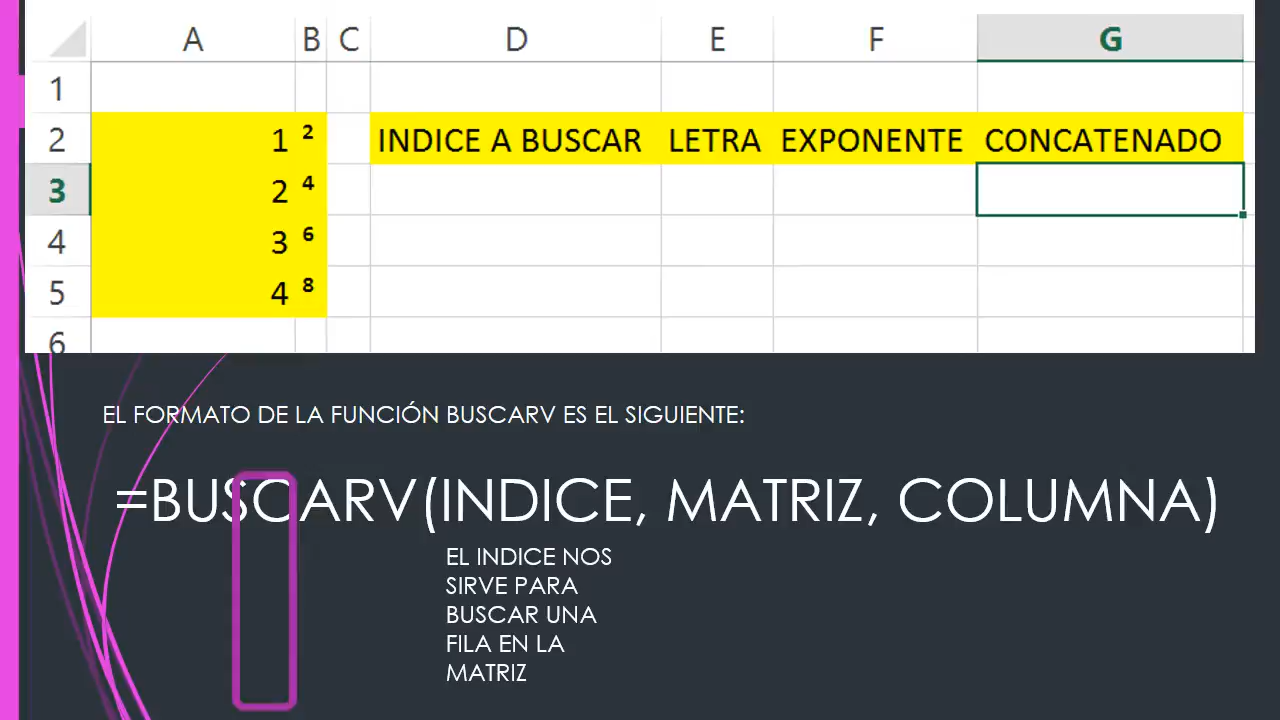 A B C D E F G
1
2 1 ² INDICE A BUSCAR LETRA EXPONENTE CONCATENADO
3 2 ⁴
4 3 ⁶
5 4 ⁸
6
EL FORMATO DE LA FUNCIÓN BUSCARV ES EL SIGUIENTE:
=BUSCARV(INDICE, MATRIZ, COLUMNA)
EL INDICE NOS
SIRVE PARA
BUSCAR UNA
FILA EN LA
MATRIZ